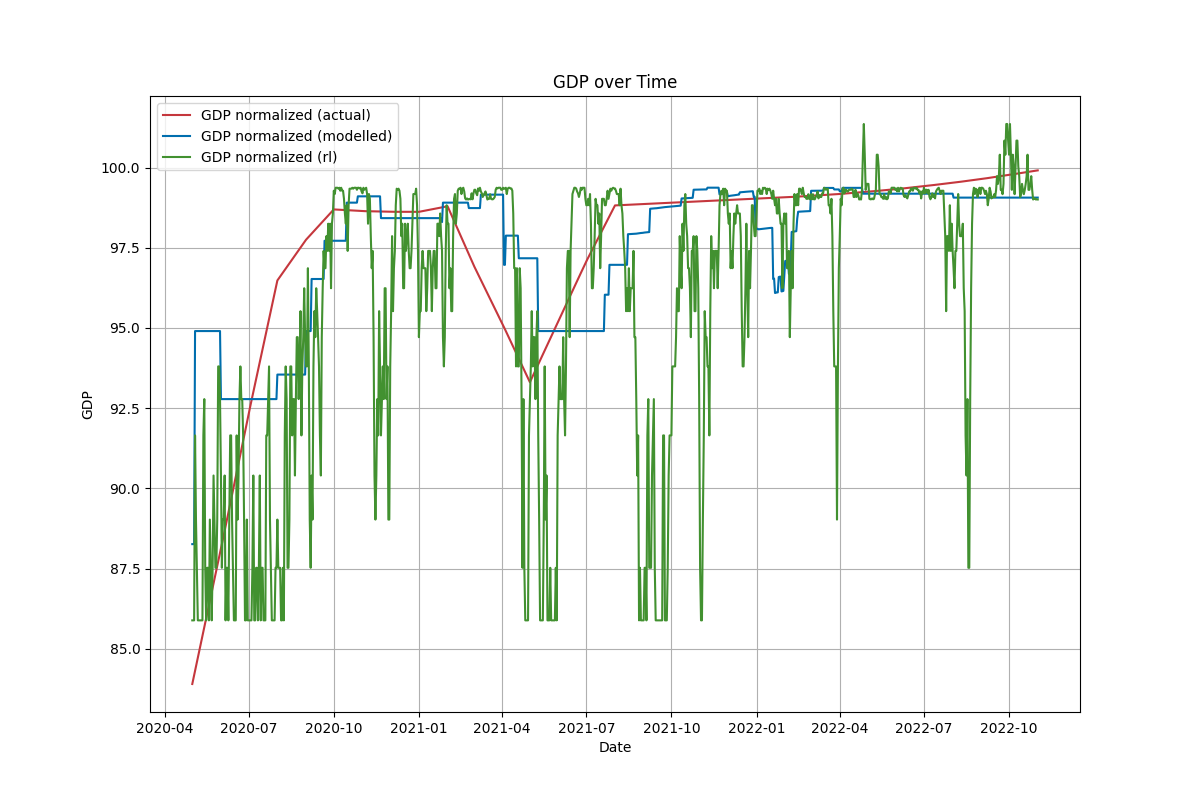 GDP over Time
GDP normalized (actual)
GDP normalized (modelled)
GDP normalized (rl)
100.0
97.5
95.0
92.5
90.0
87.5
85.0
GDP
2020-04 2020-07 2020-10 2021-01 2021-04 2021-07 2021-10 2022-01 2022-04 2022-07 2022-10
Date